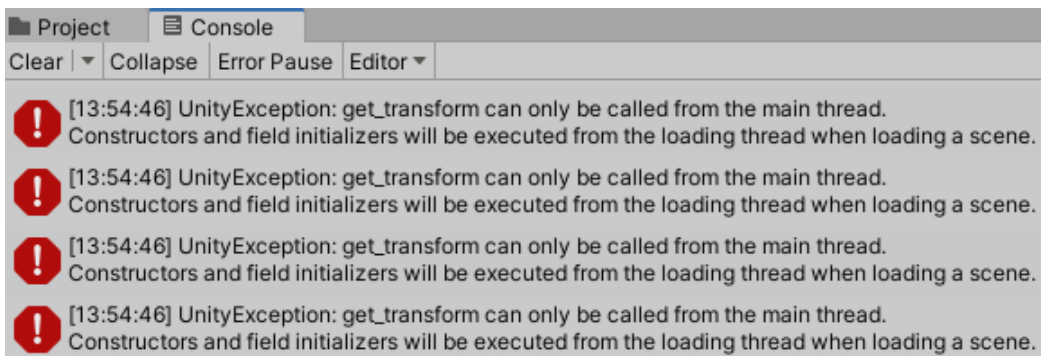 Project Console
Clear Collapse Error Pause Editor
[13:54:46] UnityException: get_transform can only be called from the main thread.
Constructors and field initializers will be executed from the loading thread when loading a scene.
[13:54:46] UnityException: get_transform can only be called from the main thread.
Constructors and field initializers will be executed from the loading thread when loading a scene.
[13:54:46] UnityException: get_transform can only be called from the main thread.
Constructors and field initializers will be executed from the loading thread when loading a scene.
[13:54:46] UnityException: get_transform can only be called from the main thread.
Constructors and field initializers will be executed from the loading thread when loading a scene.